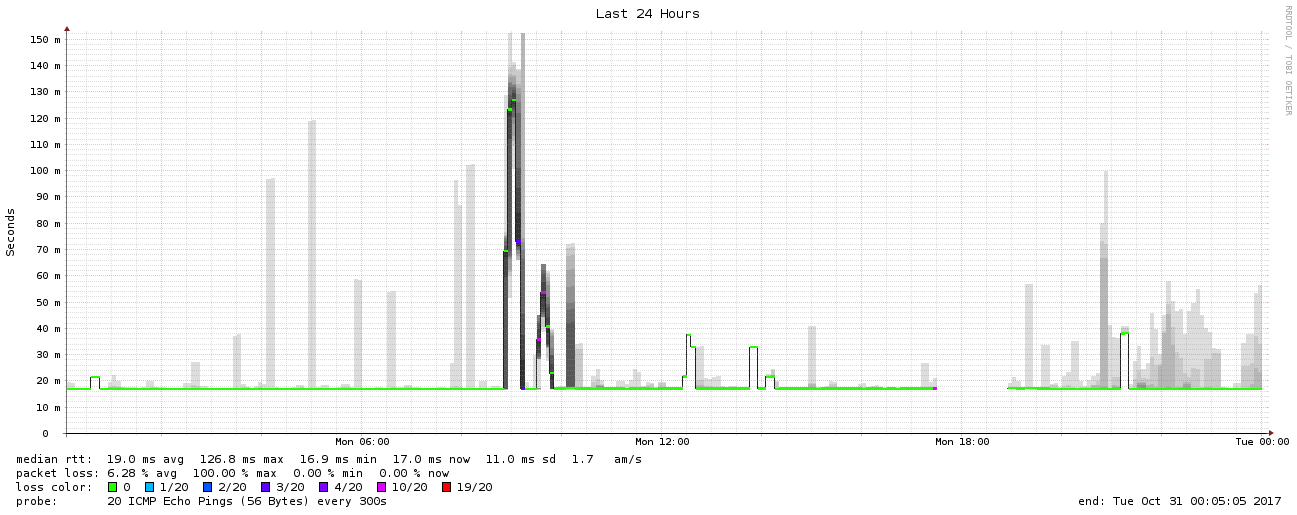 Last 24 Hours
RRDTOOL / TOBI OETIKER
Seconds
150 m
140 m
130 m
120 m
110 m
100 m
90 m
80 m
70 m
60 m
50 m
40 m
30 m
20 m
10 m
0
Mon 06:00 Mon 12:00 Mon 18:00 Tue 00:00
median rtt: 19.0 ms avg 126.8 ms max 16.9 ms min 17.0 ms now 11.0 ms sd 1.7 am/s
packet loss: 6.28 % avg 100.00 % max 0.00 % min 0.00 % now
loss color: 0 1/20 2/20 3/20 4/20 10/20 19/20
probe: 20 ICMP Echo Pings (56 Bytes) every 300s end: Tue Oct 31 00:05:05 2017